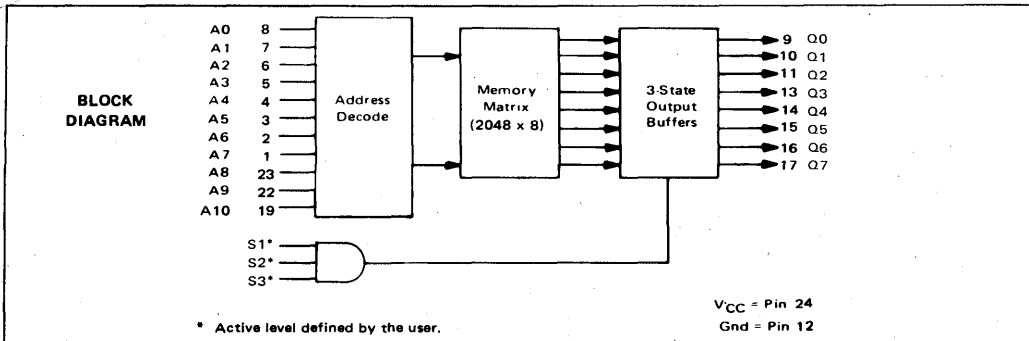 BLOCK
DIAGRAM
A0 8
A1 7
A2 6
A3 5
A4 4
A5 3
A6 2
A7 1
A8 23
A9 22
A10 19
Address
Decode
Memory
Matrix
(2048 x 8)
3-State
Output
Buffers
9 Q0
10 Q1
11 Q2
13 Q3
14 Q4
15 Q5
16 Q6
17 Q7
S1*
S2*
S3*
* Active level defined by the user.
VCC = Pin 24
Gnd = Pin 12